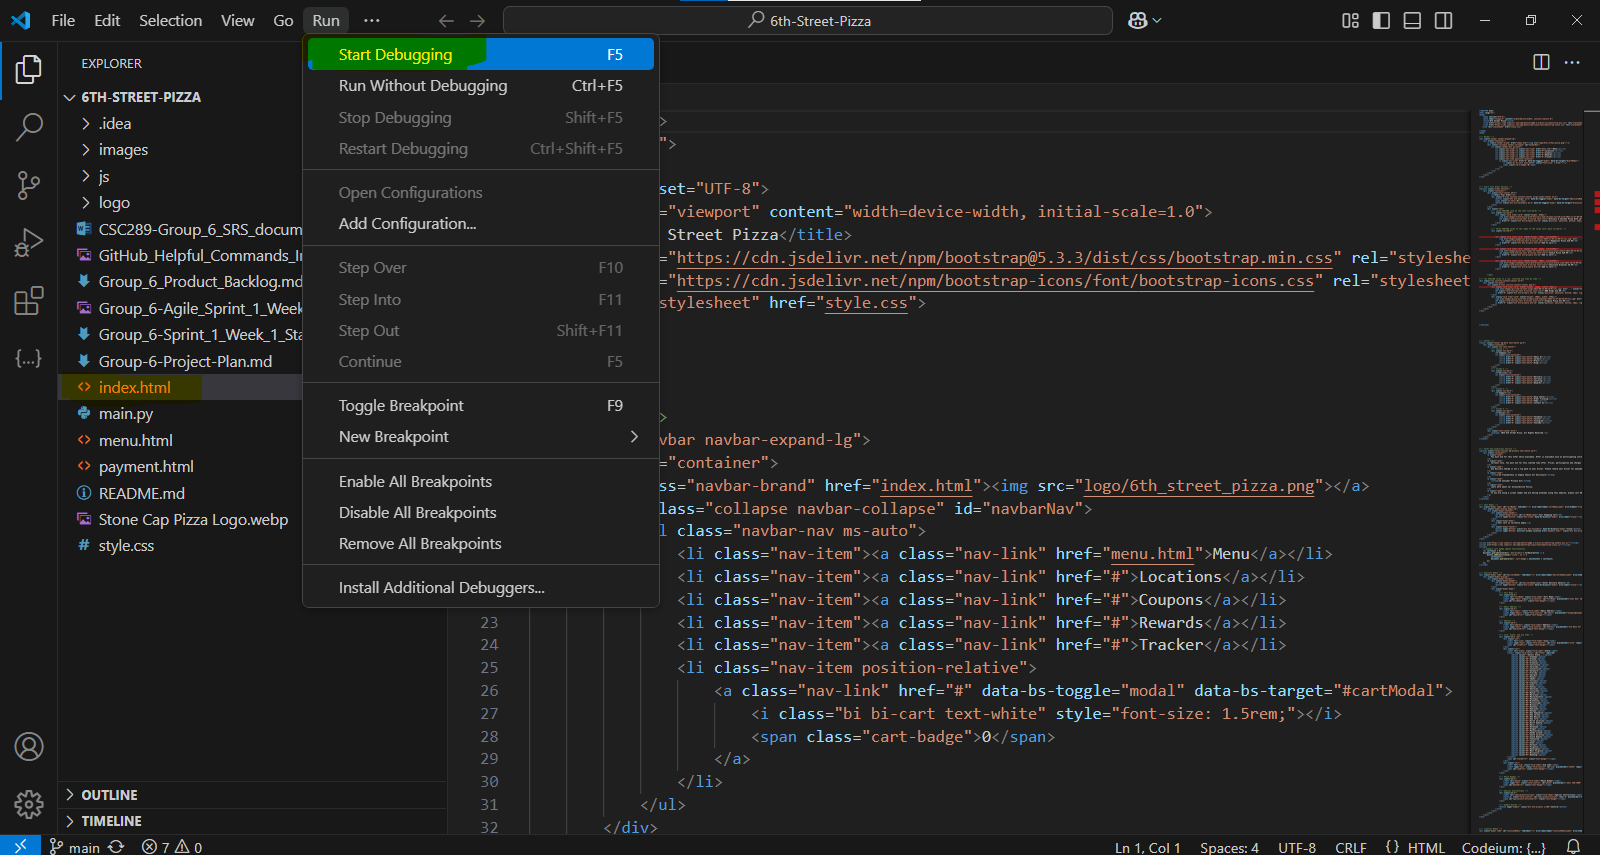 File Edit Selection View Go Run ···
6th-Street-Pizza
EXPLORER
6TH-STREET-PIZZA
.idea
images
js
logo
CSC289-Group_6_SRS_docum
GitHub_Helpful_Commands_I
Group_6_Product_Backlog.md
Group_6-Agile_Sprint_1_Week
Group_6-Sprint_1_Week_1_Sta
Group-6-Project-Plan.md
index.html
main.py
menu.html
payment.html
README.md
Stone Cap Pizza Logo.webp
style.css
OUTLINE
TIMELINE
Start Debugging F5
Run Without Debugging Ctrl+F5
Stop Debugging Shift+F5
Restart Debugging Ctrl+Shift+F5
Open Configurations
Add Configuration...
Step Over F10
Step Into F11
Step Out Shift+F11
Continue F5
Toggle Breakpoint F9
New Breakpoint
Enable All Breakpoints
Disable All Breakpoints
Remove All Breakpoints
Install Additional Debuggers...
>
">
set="UTF-8">
="viewport" content="width=device-width, initial-scale=1.0">
Street Pizza</title>
="https://cdn.jsdelivr.net/npm/bootstrap@5.3.3/dist/css/bootstrap.min.css" rel="styleshe
="https://cdn.jsdelivr.net/npm/bootstrap-icons/font/bootstrap-icons.css" rel="stylesheet
stylesheet" href="style.css">
>
vbar navbar-expand-lg">
="container">
ss="navbar-brand" href="index.html"><img src="logo/6th_street_pizza.png"></a>
lass="collapse navbar-collapse" id="navbarNav">
l class="navbar-nav ms-auto">
<li class="nav-item"><a class="nav-link" href="menu.html">Menu</a></li>
<li class="nav-item"><a class="nav-link" href="#">Locations</a></li>
<li class="nav-item"><a class="nav-link" href="#">Coupons</a></li>
23 <li class="nav-item"><a class="nav-link" href="#">Rewards</a></li>
24 <li class="nav-item"><a class="nav-link" href="#">Tracker</a></li>
25 <li class="nav-item position-relative">
26 <a class="nav-link" href="#" data-bs-toggle="modal" data-bs-target="#cartModal">
27 <i class="bi bi-cart text-white" style="font-size: 1.5rem;"></i>
28 <span class="cart-badge">0</span>
29 </a>
30 </li>
31 </ul>
32 </div>
main 7 0 Ln 1, Col 1 Spaces: 4 UTF-8 CRLF {} HTML Codeium: {...}